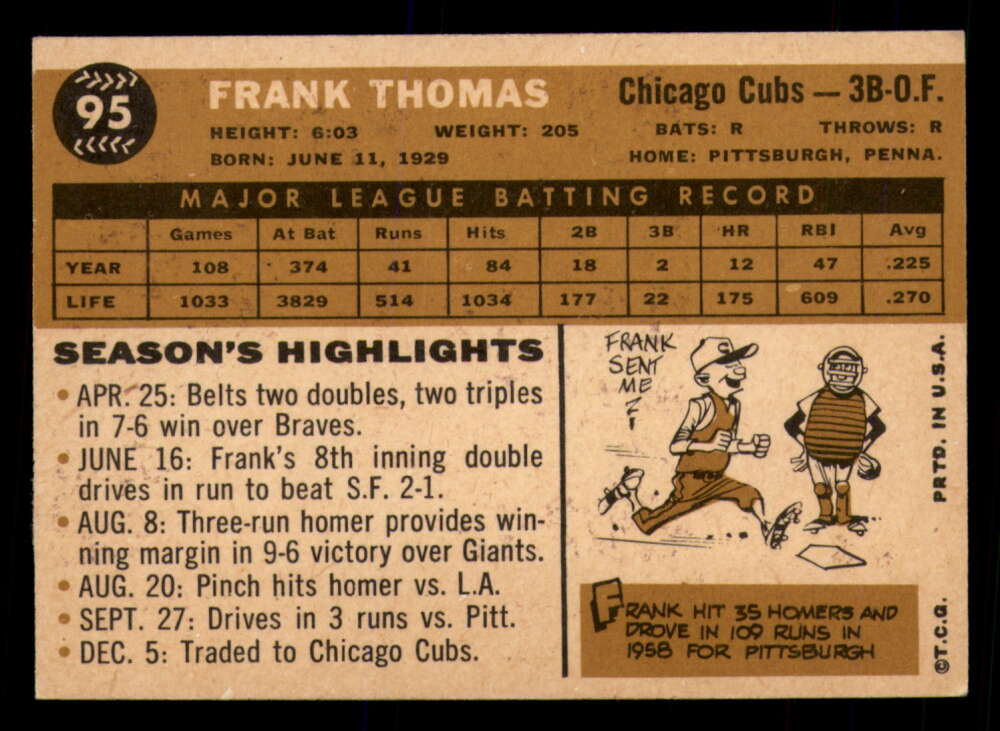 95
FRANK THOMAS
Chicago Cubs — 3B-O.F.
HEIGHT: 6:03 WEIGHT: 205 BATS: R THROWS: R
BORN: JUNE 11, 1929 HOME: PITTSBURGH, PENNA.
MAJOR LEAGUE BATTING RECORD
Games At Bat Runs Hits 2B 3B HR RBI Avg
YEAR 108 374 41 84 18 2 12 47 .225
LIFE 1033 3829 514 1034 177 22 175 609 .270
SEASON'S HIGHLIGHTS
• APR. 25: Belts two doubles, two triples
in 7-6 win over Braves.
• JUNE 16: Frank's 8th inning double
drives in run to beat S.F. 2-1.
• AUG. 8: Three-run homer provides win-
ning margin in 9-6 victory over Giants.
• AUG. 20: Pinch hits homer vs. L.A.
• SEPT. 27: Drives in 3 runs vs. Pitt.
• DEC. 5: Traded to Chicago Cubs.
FRANK
SENT
ME
!
C
FRANK HIT 35 HOMERS AND
DROVE IN 109 RUNS IN
1958 FOR PITTSBURGH
PRTD. IN U.S.A.
©T.C.G.